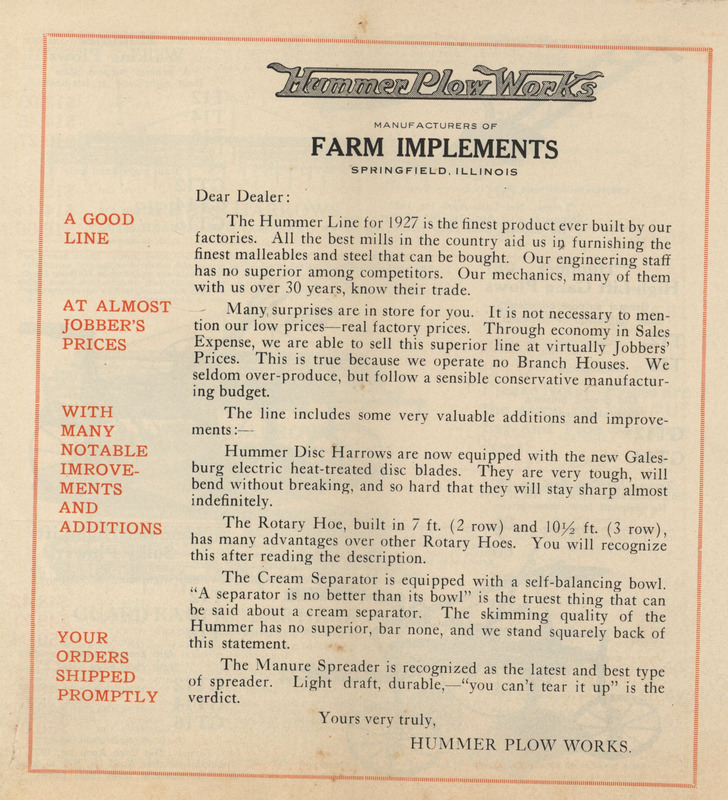 Hummer Plow Works
MANUFACTURERS OF
FARM IMPLEMENTS
SPRINGFIELD, ILLINOIS
Dear Dealer:
A GOOD
LINE
The Hummer Line for 1927 is the finest product ever built by our
factories. All the best mills in the country aid us in furnishing the
finest malleables and steel that can be bought. Our engineering staff
has no superior among competitors. Our mechanics, many of them
with us over 30 years, know their trade.
AT ALMOST
JOBBER'S
PRICES
Many surprises are in store for you. It is not necessary to men-
tion our low prices—real factory prices. Through economy in Sales
Expense, we are able to sell this superior line at virtually Jobbers'
Prices. This is true because we operate no Branch Houses. We
seldom over-produce, but follow a sensible conservative manufactur-
ing budget.
WITH
MANY
NOTABLE
IMROVE-
MENTS
AND
ADDITIONS
The line includes some very valuable additions and improve-
ments:—
Hummer Disc Harrows are now equipped with the new Gales-
burg electric heat-treated disc blades. They are very tough, will
bend without breaking, and so hard that they will stay sharp almost
indefinitely.
The Rotary Hoe, built in 7 ft. (2 row) and 10½ ft. (3 row),
has many advantages over other Rotary Hoes. You will recognize
this after reading the description.
The Cream Separator is equipped with a self-balancing bowl.
"A separator is no better than its bowl" is the truest thing that can
be said about a cream separator. The skimming quality of the
Hummer has no superior, bar none, and we stand squarely back of
this statement.
YOUR
ORDERS
SHIPPED
PROMPTLY
The Manure Spreader is recognized as the latest and best type
of spreader. Light draft, durable,—"you can't tear it up" is the
verdict.
Yours very truly,
HUMMER PLOW WORKS.